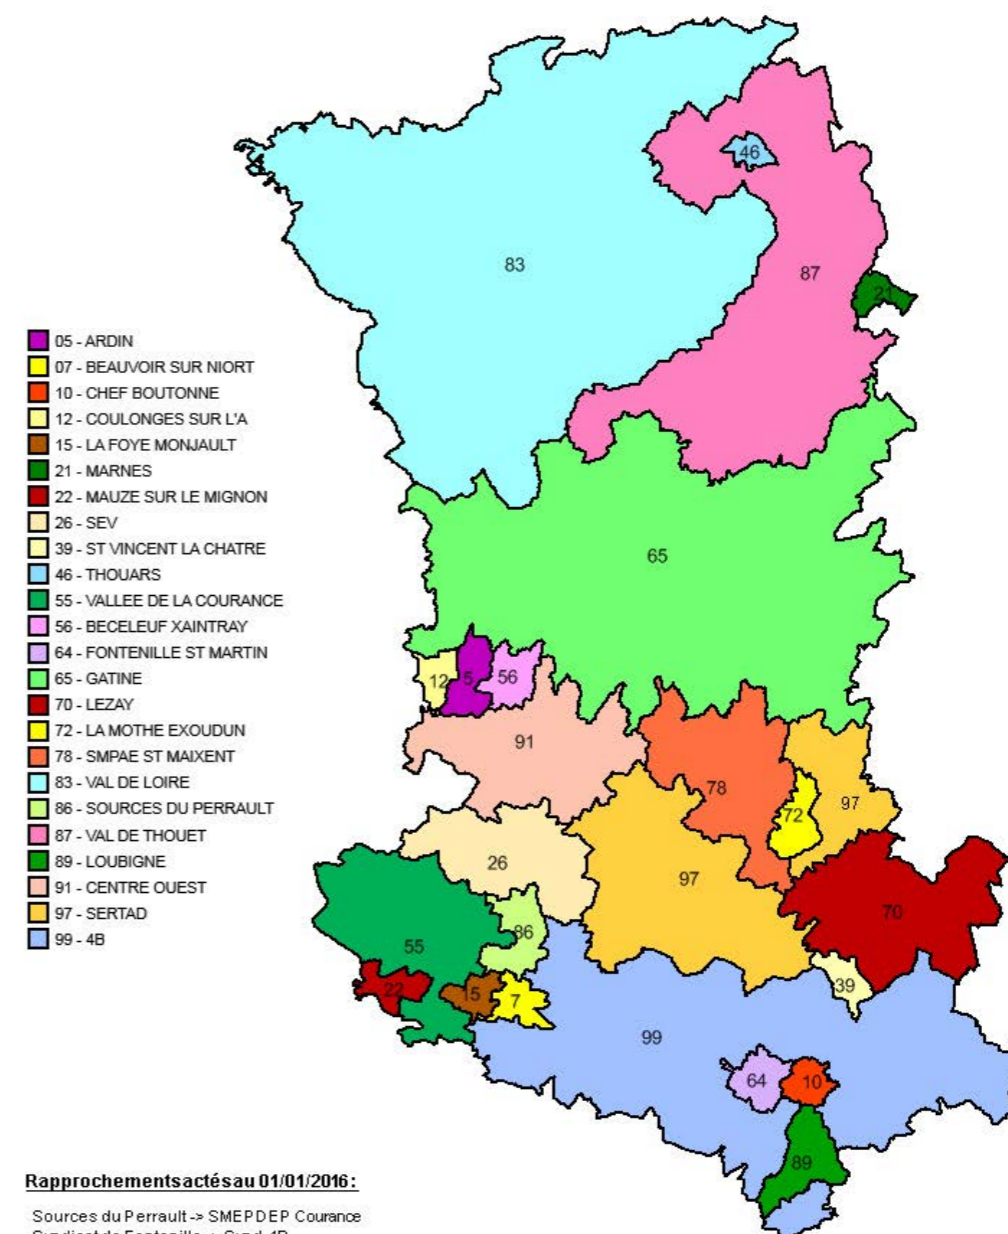 83
46
87
21
05 - ARDIN
07 - BEAUVOIR SUR NIORT
10 - CHEF BOUTONNE
12 - COULONGES SUR L'A
15 - LA FOYE MONJAULT
21 - MARNES
22 - MAUZE SUR LE MIGNON
26 - SEV
39 - ST VINCENT LA CHATRE
46 - THOUARS
55 - VALLEE DE LA COURANCE
56 - BECELEUF XAINTRAY
64 - FONTENILLE ST MARTIN
65 - GATINE
70 - LEZAY
72 - LA MOTHE EXOUDUN
78 - SMPAE ST MAIXENT
83 - VAL DE LOIRE
86 - SOURCES DU PERRAULT
87 - VAL DE THOUET
89 - LOUBIGNE
91 - CENTRE OUEST
97 - SERTAD
99 - 4B
65
12
5
56
91
78
97
72
26
97
70
86
55
22
15
7
39
99
64
10
89
Rapprochements actés au 01/01/2016 :
Sources du Perrault -> SMEPDEP Courance